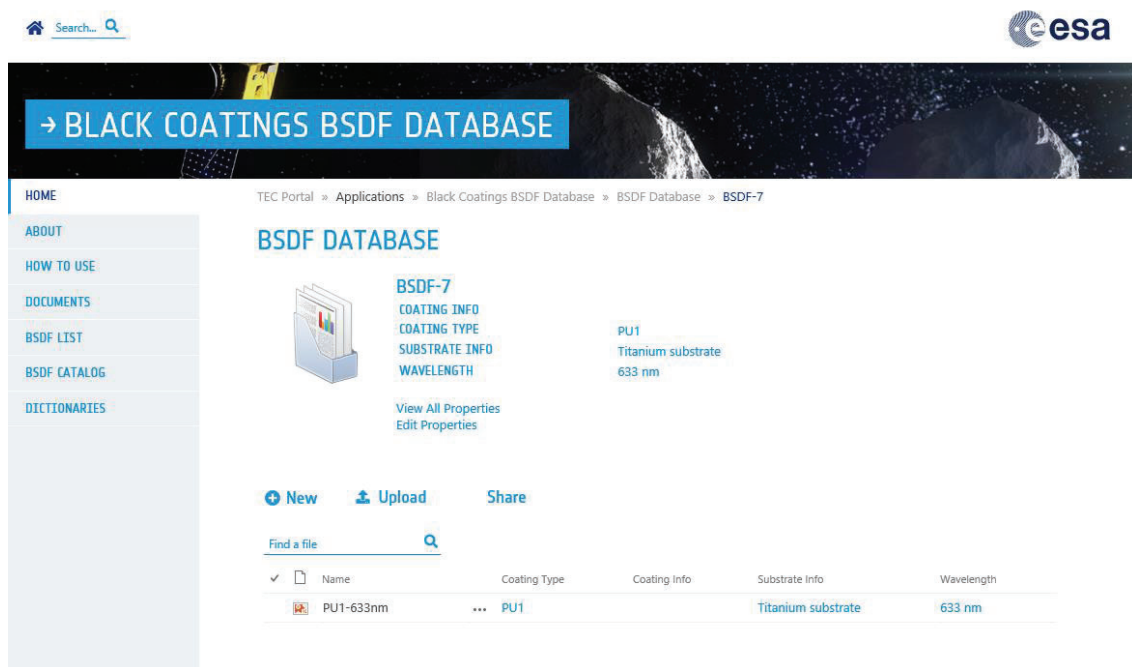 Search...
esa
→ BLACK COATINGS BSDF DATABASE
HOME
ABOUT
HOW TO USE
DOCUMENTS
BSDF LIST
BSDF CATALOG
DICTIONARIES
TEC Portal » Applications » Black Coatings BSDF Database » BSDF Database » BSDF-7
BSDF DATABASE
BSDF-7
COATING INFO
COATING TYPE PU1
SUBSTRATE INFO Titanium substrate
WAVELENGTH 633 nm
View All Properties
Edit Properties
New Upload Share
Find a file
Name Coating Type Coating Info Substrate Info Wavelength
PU1-633nm ... PU1 Titanium substrate 633 nm